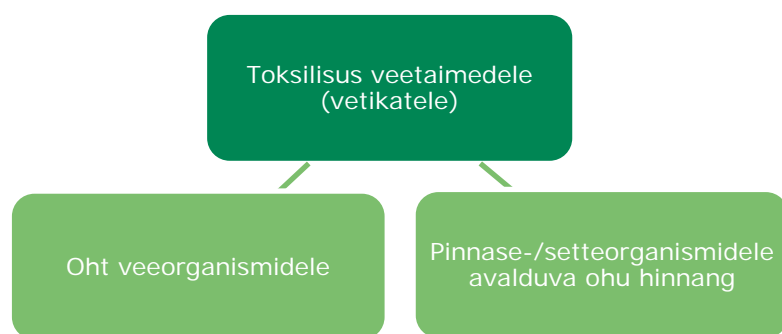 Toksilisus veetaimedele
(vetikatele)
Oht veeorganismidele
Pinnase-/setteorganismidele
avalduva ohu hinnang